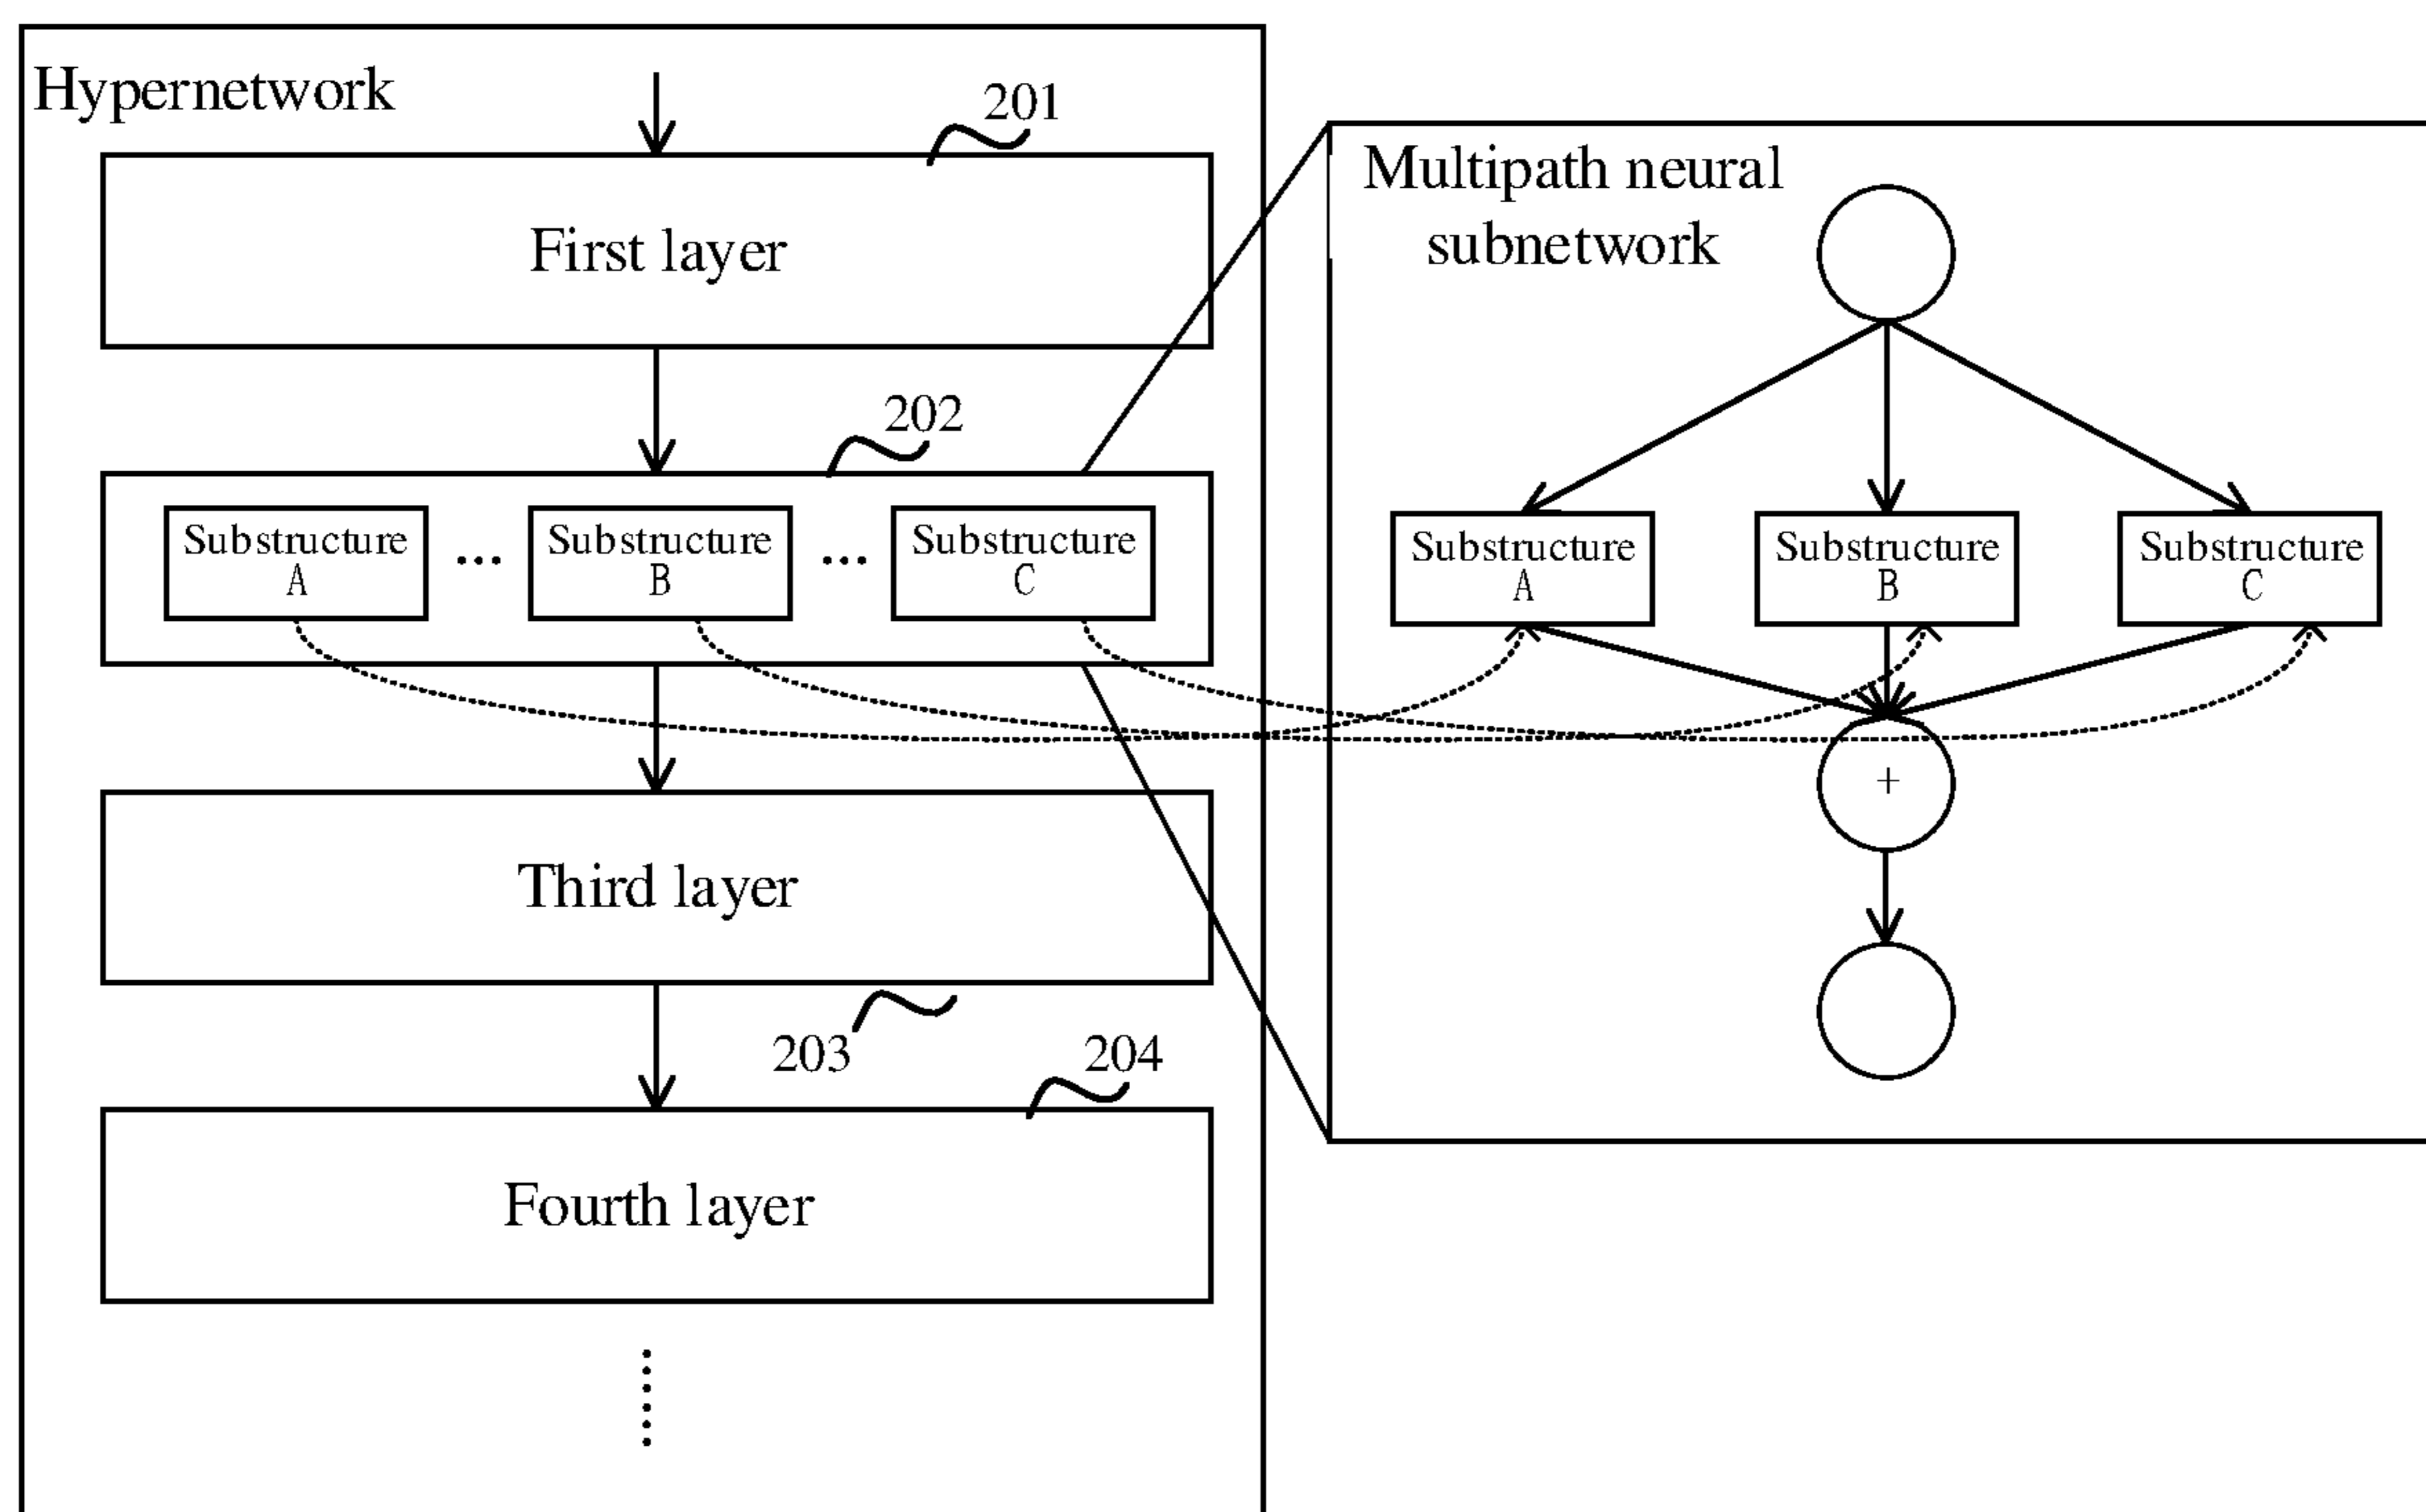 Hypernetwork
201
First layer
202
Substructure
A
...
Substructure
B
...
Substructure
C
Third layer
203
204
Fourth layer
Multipath neural
subnetwork
Substructure
A
Substructure
B
Substructure
C
+